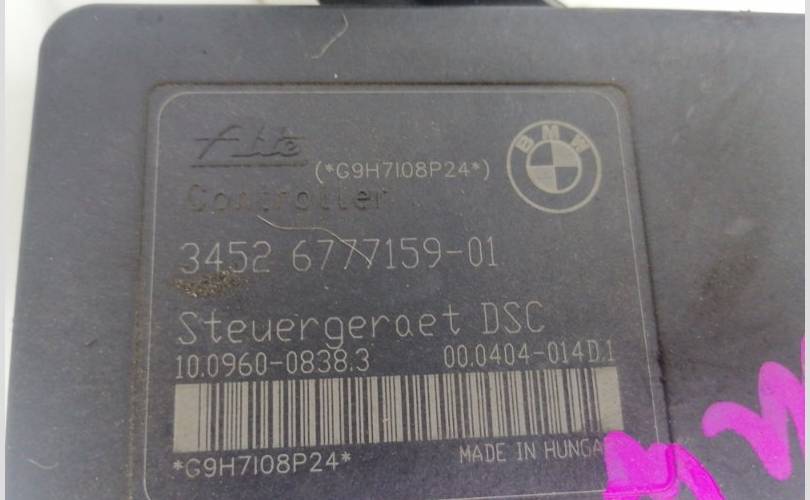 Ate
(*G9H7I08P24*)
BMW
Controller
3452 6777159-01
Steuergeraet DSC
10.0960-0838.3 00.0404-014D.1
*G9H7I08P24*
MADE IN HUNGA